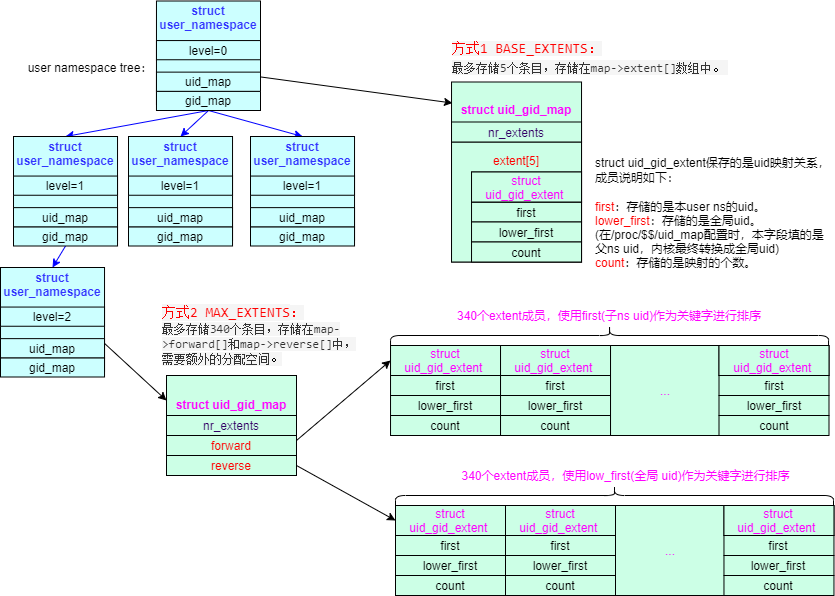 struct
user_namespace
level=0
uid_map
gid_map
user namespace tree:
struct
user_namespace
level=1
uid_map
gid_map
struct
user_namespace
level=1
uid_map
gid_map
struct
user_namespace
level=1
uid_map
gid_map
struct
user_namespace
level=2
uid_map
gid_map
方式1 BASE_EXTENTS:
最多存储5个条目,存储在map->extent[]数组中。
struct uid_gid_map
nr_extents
extent[5]
struct
uid_gid_extent
first
lower_first
count
struct uid_gid_extent保存的是uid映射关系,
成员说明如下:
first: 存储的是本user ns的uid。
lower_first: 存储的是全局uid。
(在/proc/$$/uid_map配置时,本字段填的是
父ns uid,内核最终转换成全局uid)
count: 存储的是映射的个数。
方式2 MAX_EXTENTS:
最多存储340个条目,存储在map-
>forward[]和map->reverse[]中,
需要额外的分配空间。
struct uid_gid_map
nr_extents
forward
reverse
340个extent成员,使用first(子ns uid)作为关键字进行排序
struct
uid_gid_extent
first
lower_first
count
struct
uid_gid_extent
first
lower_first
count
...
struct
uid_gid_extent
first
lower_first
count
340个extent成员,使用low_first(全局 uid)作为关键字进行排序
struct
uid_gid_extent
first
lower_first
count
struct
uid_gid_extent
first
lower_first
count
...
struct
uid_gid_extent
first
lower_first
count